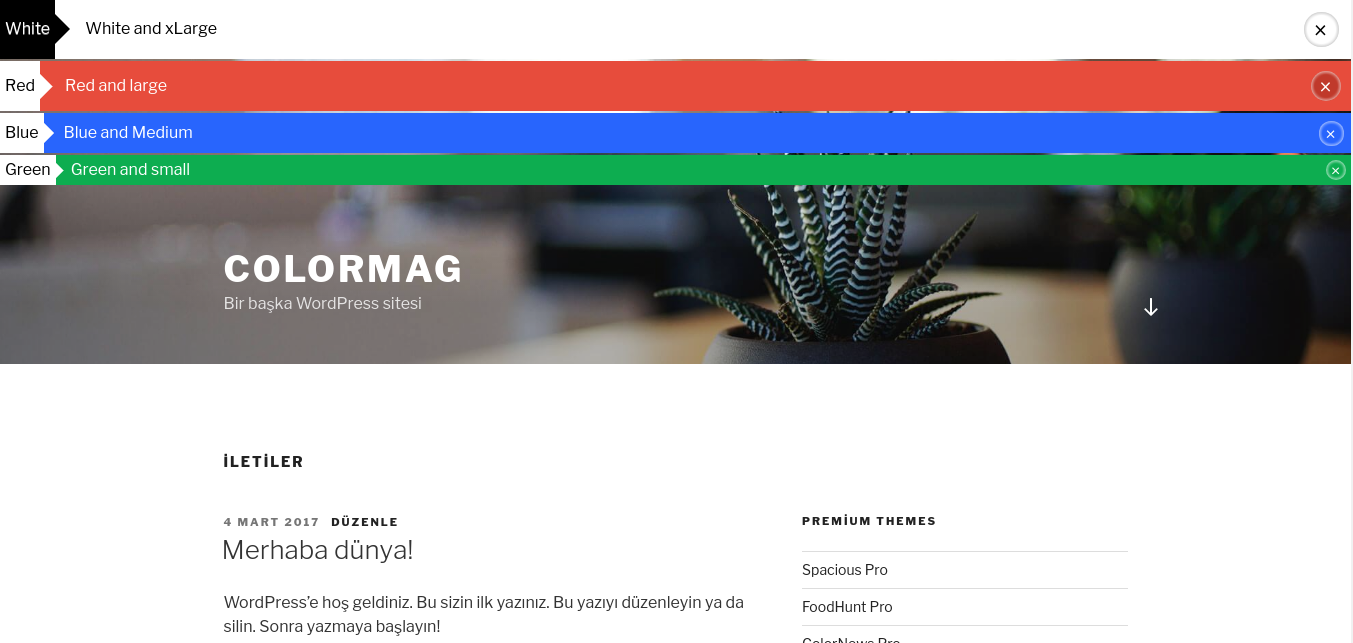 White
White and xLarge
Red
Red and large
Blue
Blue and Medium
Green
Green and small
COLORMAG
Bir başka WordPress sitesi
İLETİLER
4 MART 2017 DÜZENLE
Merhaba dünya!
WordPress’e hoş geldiniz. Bu sizin ilk yazınız. Bu yazıyı düzenleyin ya da
silin. Sonra yazmaya başlayın!
PREMİUM THEMES
Spacious Pro
FoodHunt Pro
ColorNews Pro